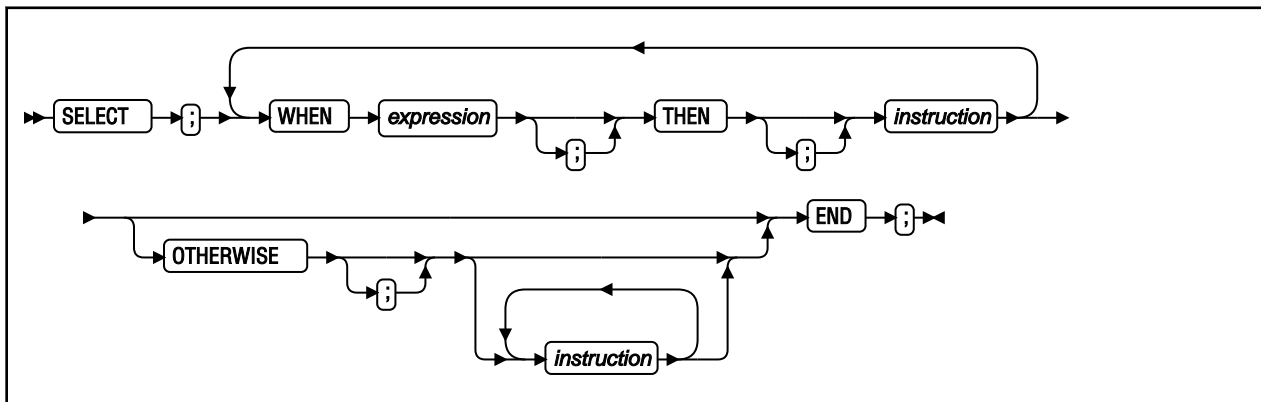 SELECT ; WHEN expression ; THEN ; instruction
OTHERWISE ; instruction END ;